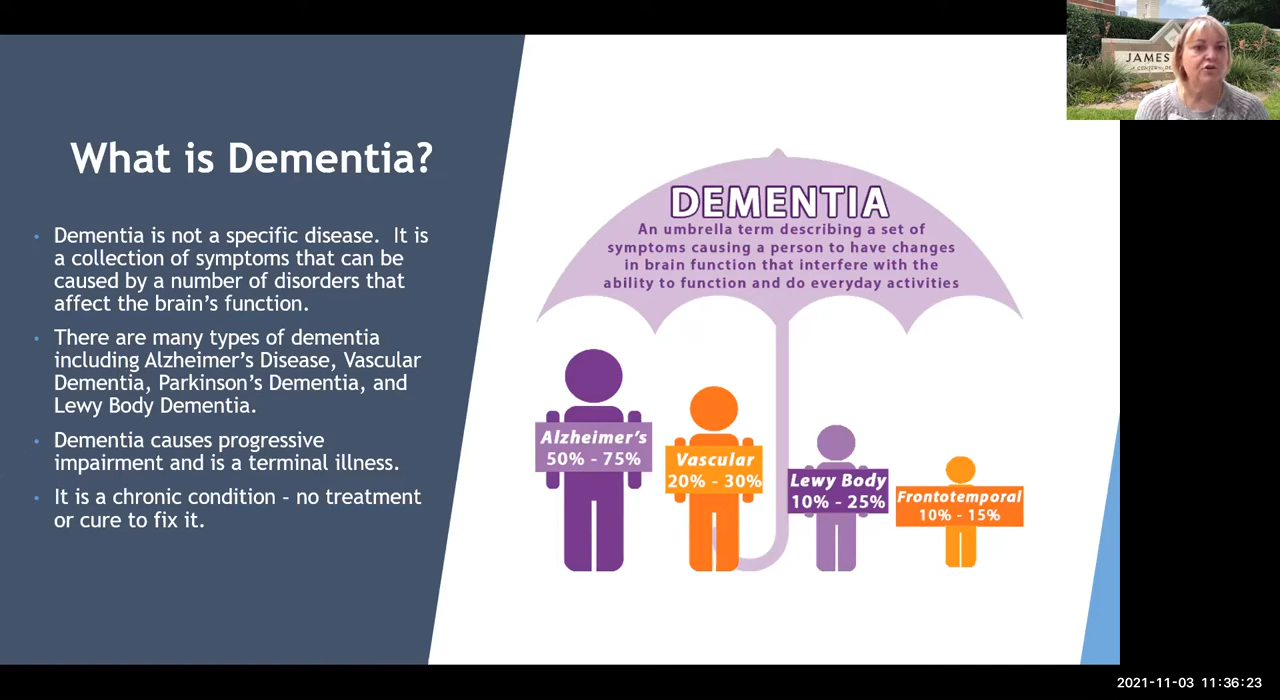 JAMES
What is Dementia?
• Dementia is not a specific disease.  It is
a collection of symptoms that can be
caused by a number of disorders that
affect the brain's function.
• There are many types of dementia
including Alzheimer's Disease, Vascular
Dementia, Parkinson's Dementia, and
Lewy Body Dementia.
• Dementia causes progressive
impairment and is a terminal illness.
• It is a chronic condition - no treatment
or cure to fix it.
DEMENTIA
An umbrella term describing a set of
symptoms causing a person to have changes
in brain function that interfere with the
ability to function and do everyday activities
Alzheimer's
50% - 75%
Vascular
20% - 30%
Lewy Body
10% - 25%
Frontotemporal
10% - 15%
2021-11-03 11:36:23